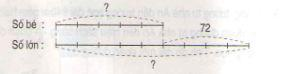 ?
Số bé :
72
Số lớn :
?